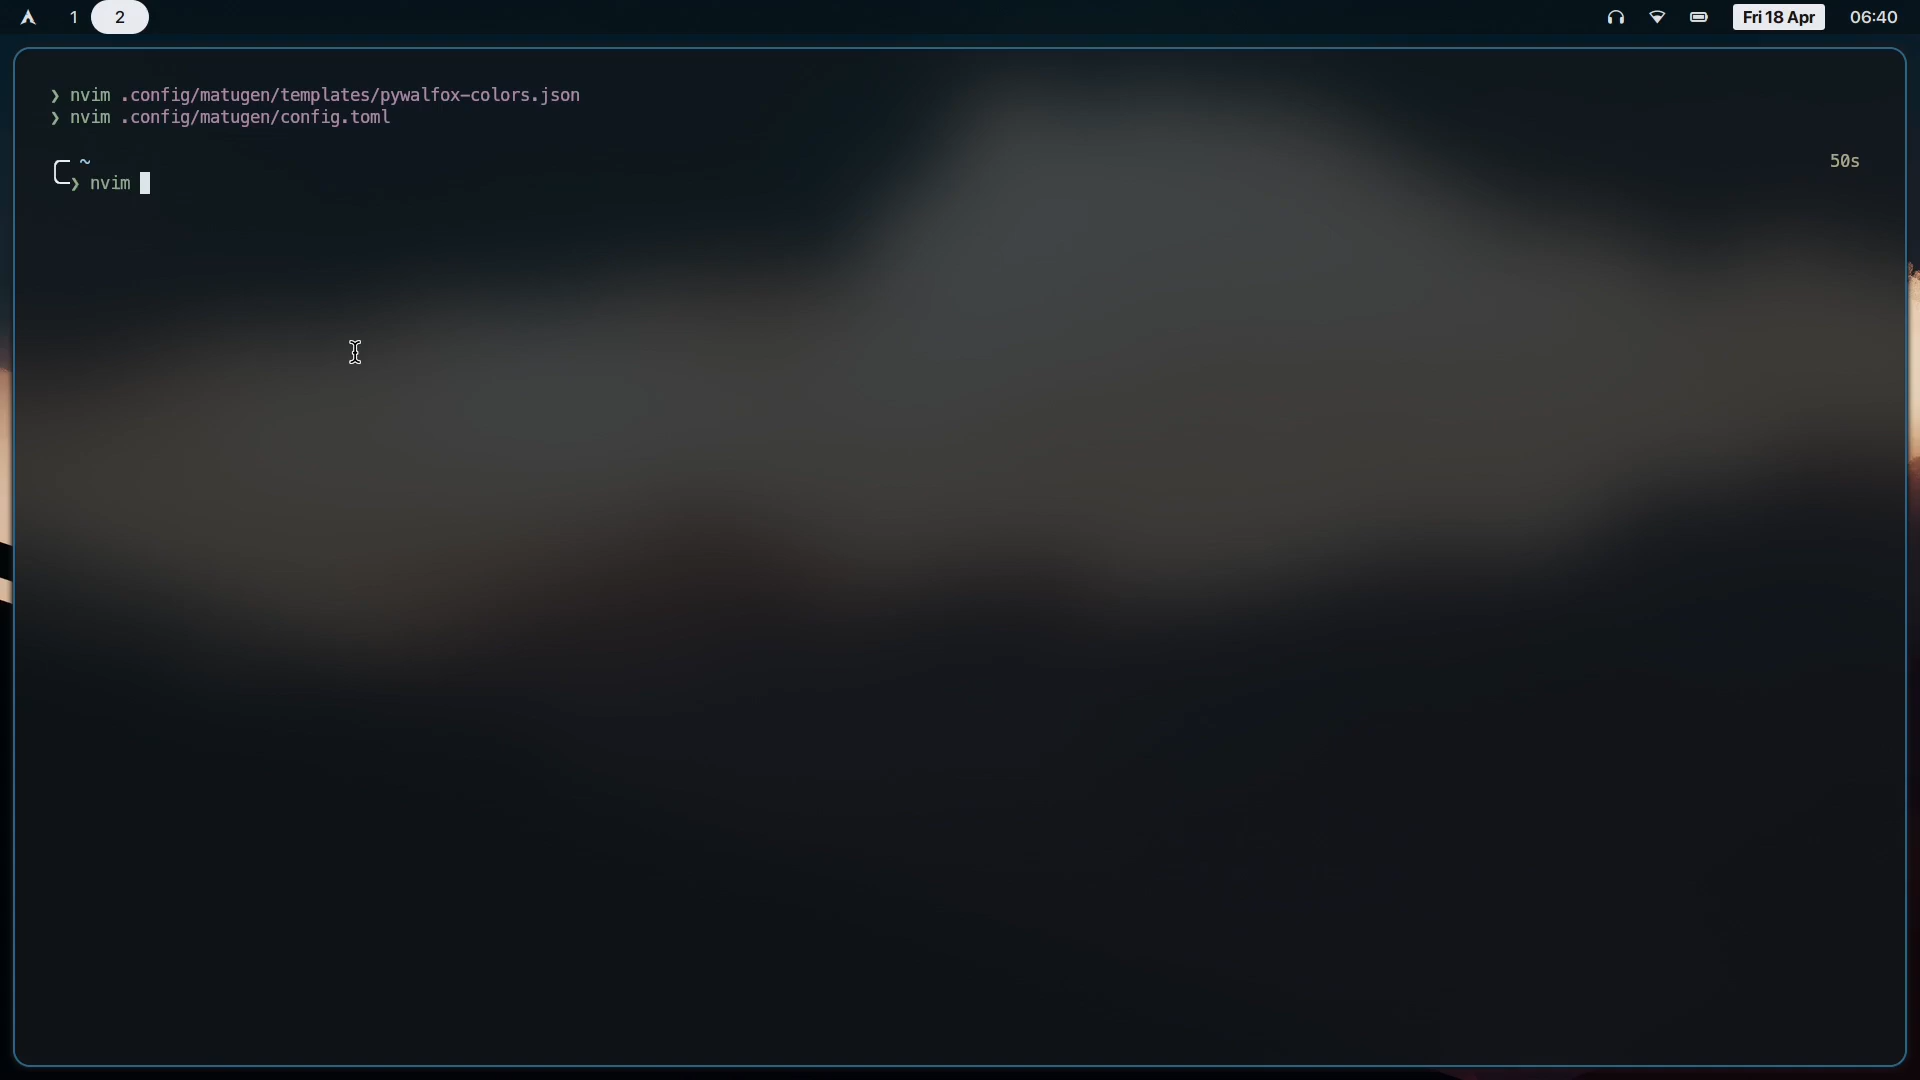 1 2 Fri 18 Apr 06:40
❯ nvim .config/matugen/templates/pywalfox-colors.json
❯ nvim .config/matugen/config.toml
~ 50s
❯ nvim